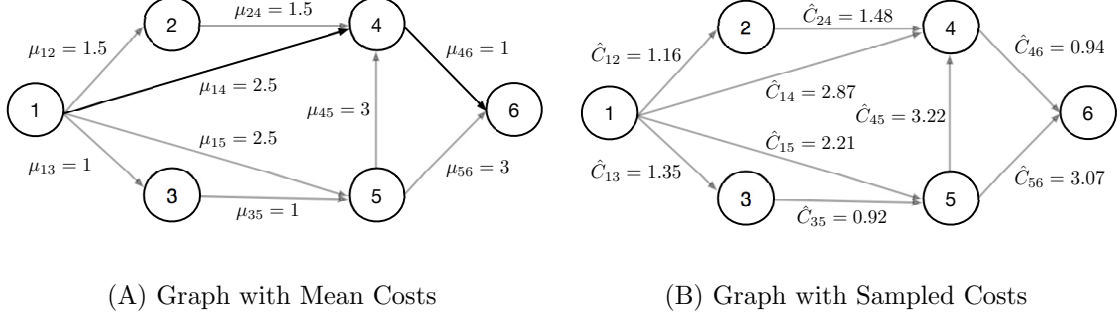 2
μ₂₄ = 1.5
4
μ₁₂ = 1.5
μ₄₆ = 1
μ₁₄ = 2.5
1
μ₄₅ = 3
6
μ₁₅ = 2.5
μ₁₃ = 1
μ₅₆ = 3
3
5
μ₃₅ = 1
(A) Graph with Mean Costs
2
Ĉ₂₄ = 1.48
4
Ĉ₁₂ = 1.16
Ĉ₄₆ = 0.94
Ĉ₁₄ = 2.87
1
Ĉ₄₅ = 3.22
6
Ĉ₁₅ = 2.21
Ĉ₁₃ = 1.35
Ĉ₅₆ = 3.07
3
5
Ĉ₃₅ = 0.92
(B) Graph with Sampled Costs